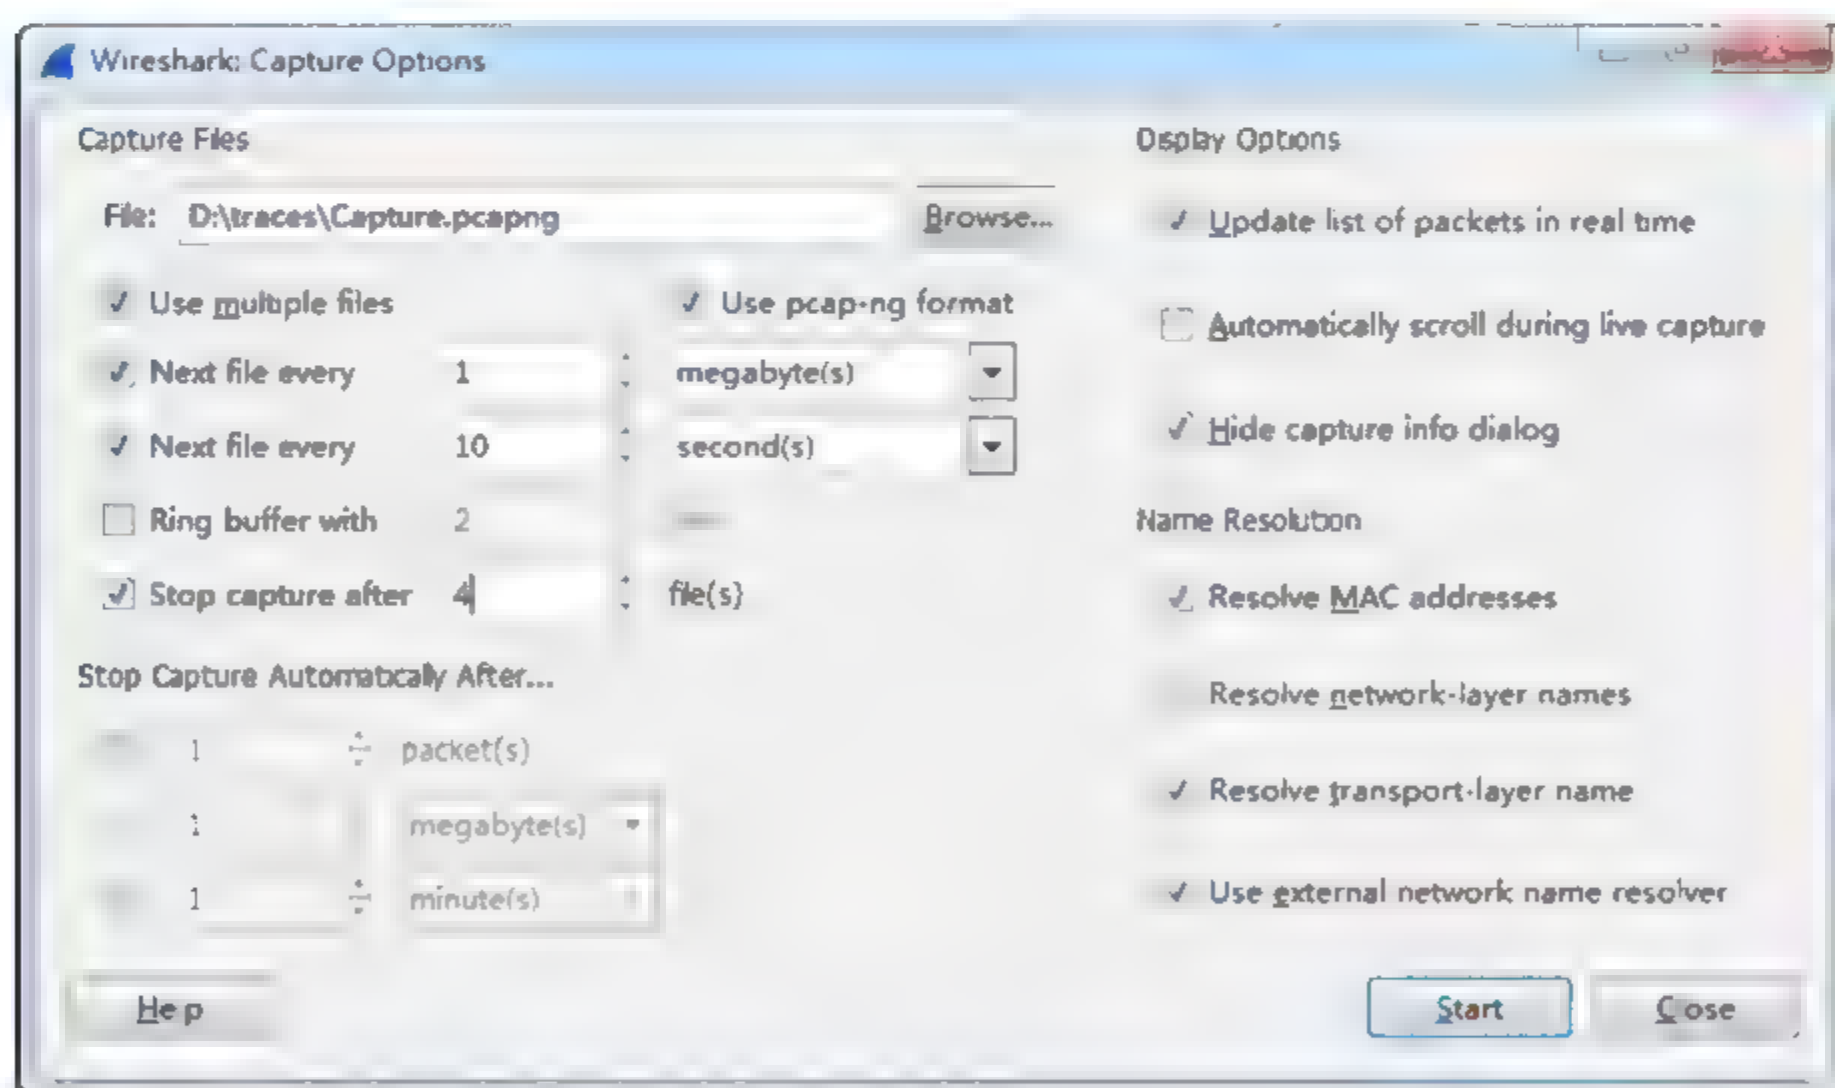 Wireshark: Capture Options
Capture Files
File: D:\traces\Capture.pcapng Browse...
Use multiple files Use pcap-ng format
Next file every 1 megabyte(s)
Next file every 10 second(s)
Ring buffer with 2
Stop capture after 4 file(s)
Stop Capture Automatically After...
1 packet(s)
1 megabyte(s)
1 minute(s)
Help
Display Options
Update list of packets in real time
Automatically scroll during live capture
Hide capture info dialog
Name Resolution
Resolve MAC addresses
Resolve network-layer names
Resolve transport-layer name
Use external network name resolver
Start Close